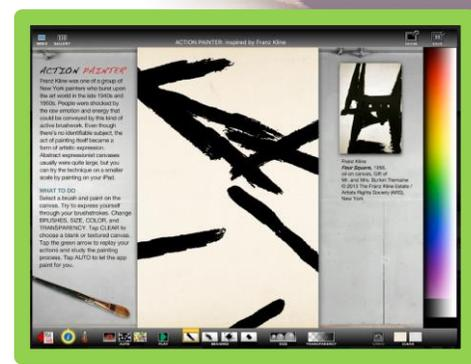 ACTION PAINTER: inspired by Franz Kline
ACTION PAINTER
Franz Kline was one of a group of
New York painters who burst upon
the art world in the late 1940s and
1950s. People were shocked by
the raw emotion and energy that
could be conveyed by this kind of
active brushwork. Even though
there's no identifiable subject, the
act of painting itself became a
form of artistic expression.
Abstract expressionist canvases
usually were quite large, but you
can try the technique on a smaller
scale by painting on your iPad.
WHAT TO DO
Select a brush and paint on the
canvas. Try to express yourself
through your brushstrokes. Change
BRUSHES, SIZE, COLOR, and
TRANSPARENCY. Tap CLEAR to
choose a blank or textured canvas.
Tap the green arrow to replay your
actions and study the painting
process. Tap AUTO to let the app
paint for you.
Franz Kline
Four Square, 1956,
oil on canvas, Gift of
Mr. and Mrs. Burton Tremaine
© 2013 The Franz Kline Estate /
Artists Rights Society (ARS),
New York
AUTO PLAY BRUSHES SIZE TRANSPARENCY CLEAR